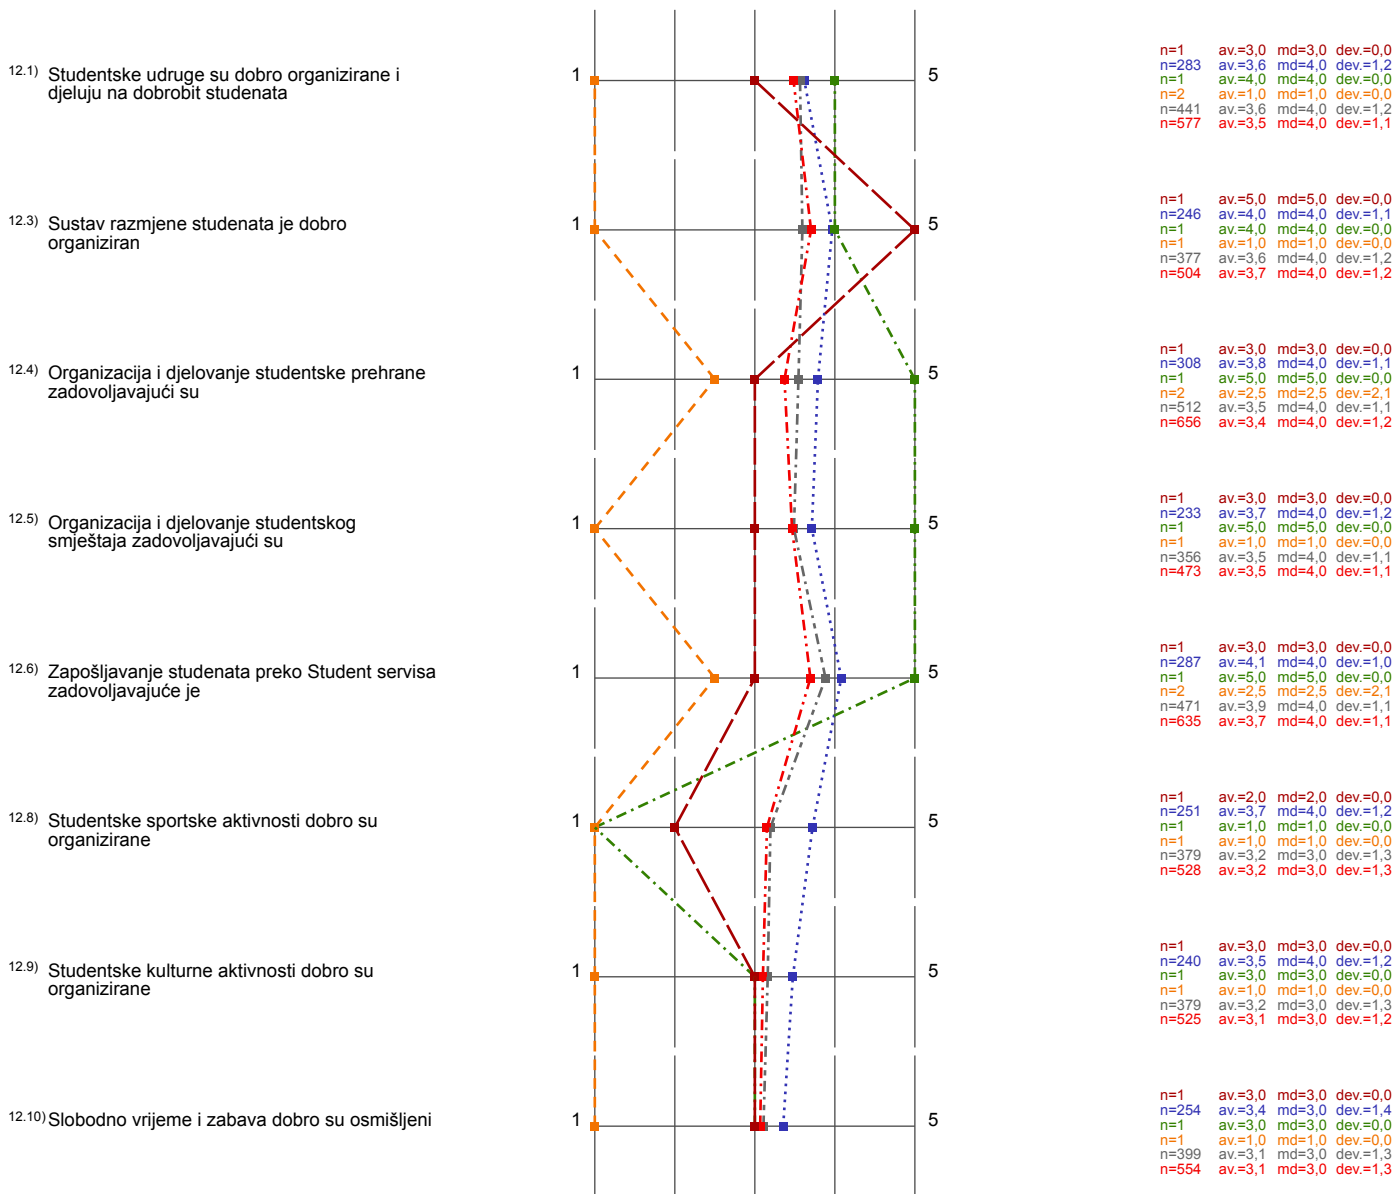 12.1) Studentske udruge su dobro organizirane i
djeluju na dobrobit studenata
1 5
n=1 av.=3,0 md=3,0 dev.=0,0
n=283 av.=3,6 md=4,0 dev.=1,2
n=1 av.=4,0 md=4,0 dev.=0,0
n=2 av.=1,0 md=1,0 dev.=0,0
n=441 av.=3,6 md=4,0 dev.=1,2
n=577 av.=3,5 md=4,0 dev.=1,1
12.3) Sustav razmjene studenata je dobro
organiziran
1 5
n=1 av.=5,0 md=5,0 dev.=0,0
n=246 av.=4,0 md=4,0 dev.=1,1
n=1 av.=4,0 md=4,0 dev.=0,0
n=1 av.=1,0 md=1,0 dev.=0,0
n=377 av.=3,6 md=4,0 dev.=1,2
n=504 av.=3,7 md=4,0 dev.=1,2
12.4) Organizacija i djelovanje studentske prehrane
zadovoljavajući su
1 5
n=1 av.=3,0 md=3,0 dev.=0,0
n=308 av.=3,8 md=4,0 dev.=1,1
n=1 av.=5,0 md=5,0 dev.=0,0
n=2 av.=2,5 md=2,5 dev.=2,1
n=512 av.=3,5 md=4,0 dev.=1,1
n=656 av.=3,4 md=4,0 dev.=1,2
12.5) Organizacija i djelovanje studentskog
smještaja zadovoljavajući su
1 5
n=1 av.=3,0 md=3,0 dev.=0,0
n=233 av.=3,7 md=4,0 dev.=1,2
n=1 av.=5,0 md=5,0 dev.=0,0
n=1 av.=1,0 md=1,0 dev.=0,0
n=356 av.=3,5 md=4,0 dev.=1,1
n=473 av.=3,5 md=4,0 dev.=1,1
12.6) Zapošljavanje studenata preko Student servisa
zadovoljavajuće je
1 5
n=1 av.=3,0 md=3,0 dev.=0,0
n=287 av.=4,1 md=4,0 dev.=1,0
n=1 av.=5,0 md=5,0 dev.=0,0
n=2 av.=2,5 md=2,5 dev.=2,1
n=471 av.=3,9 md=4,0 dev.=1,1
n=635 av.=3,7 md=4,0 dev.=1,1
12.8) Studentske sportske aktivnosti dobro su
organizirane
1 5
n=1 av.=2,0 md=2,0 dev.=0,0
n=251 av.=3,7 md=4,0 dev.=1,2
n=1 av.=1,0 md=1,0 dev.=0,0
n=1 av.=1,0 md=1,0 dev.=0,0
n=379 av.=3,2 md=3,0 dev.=1,3
n=528 av.=3,2 md=3,0 dev.=1,3
12.9) Studentske kulturne aktivnosti dobro su
organizirane
1 5
n=1 av.=3,0 md=3,0 dev.=0,0
n=240 av.=3,5 md=4,0 dev.=1,2
n=1 av.=3,0 md=3,0 dev.=0,0
n=1 av.=1,0 md=1,0 dev.=0,0
n=379 av.=3,2 md=3,0 dev.=1,3
n=525 av.=3,1 md=3,0 dev.=1,2
12.10) Slobodno vrijeme i zabava dobro su osmišljeni
1 5
n=1 av.=3,0 md=3,0 dev.=0,0
n=254 av.=3,4 md=3,0 dev.=1,4
n=1 av.=3,0 md=3,0 dev.=0,0
n=1 av.=1,0 md=1,0 dev.=0,0
n=399 av.=3,1 md=3,0 dev.=1,3
n=554 av.=3,1 md=3,0 dev.=1,3